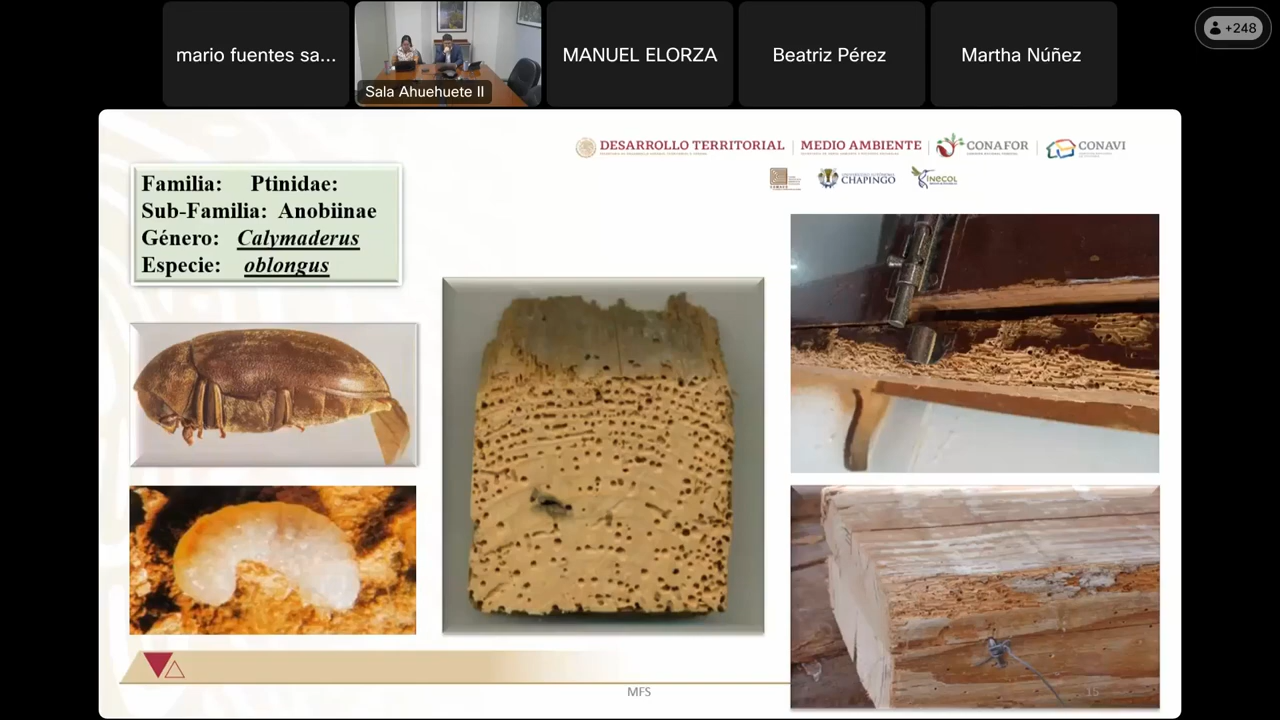 mario fuentes sa...
Sala Ahuehuete II
MANUEL ELORZA
Beatriz Pérez
Martha Núñez
+248
DESARROLLO TERRITORIAL
MEDIO AMBIENTE
CONAFOR
CONAVI
CHAPINGO
INECOL
Familia: Ptinidae:
Sub-Familia: Anobiinae
Género: Calymaderus
Especie: oblongus
MFS
15